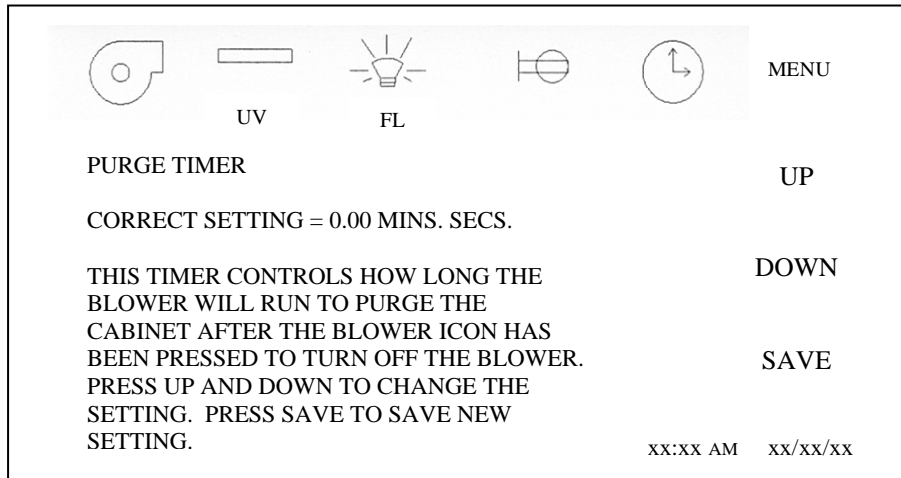 MENU
UV FL
PURGE TIMER
UP
CORRECT SETTING = 0.00 MINS. SECS.
DOWN
THIS TIMER CONTROLS HOW LONG THE
BLOWER WILL RUN TO PURGE THE
CABINET AFTER THE BLOWER ICON HAS
BEEN PRESSED TO TURN OFF THE BLOWER.
PRESS UP AND DOWN TO CHANGE THE
SETTING. PRESS SAVE TO SAVE NEW
SETTING.
SAVE
xx:xx AM xx/xx/xx